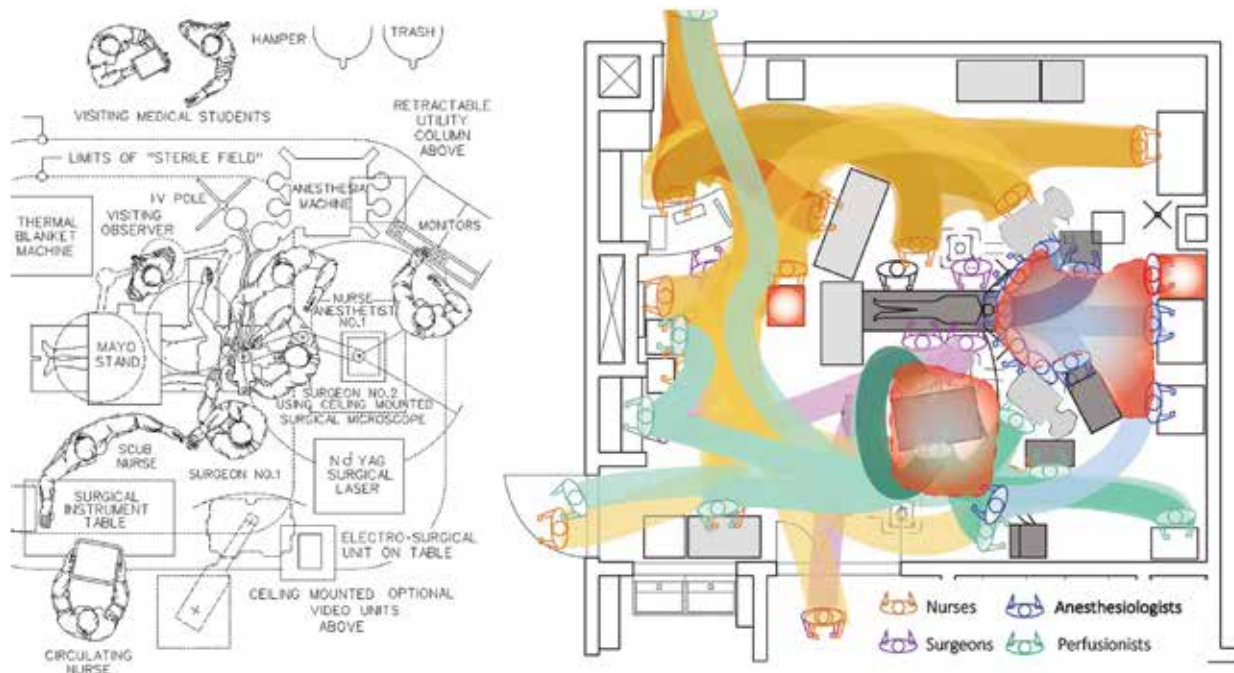 HAMPER
TRASH
VISITING MEDICAL STUDENTS
RETRACTABLE
UTILITY
COLUMN
ABOVE
LIMITS OF "STERILE FIELD"
IV POLE
ANESTHESIA
MACHINE
THERMAL
BLANKET
MACHINE
VISITING
OBSERVER
MONITORS
NURSE
ANESTHETIST
NO.1
MAYO
STAND
SURGEON NO.2
USING CEILING MOUNTED
SURGICAL MICROSCOPE
SCUB
NURSE
SURGEON NO.1
Nd YAG
SURGICAL
LASER
SURGICAL
INSTRUMENT
TABLE
ELECTRO-SURGICAL
UNIT ON TABLE
CEILING MOUNTED OPTIONAL
VIDEO UNITS
ABOVE
CIRCULATING
NURSE
Nurses
Anesthesiologists
Surgeons
Perfusionists